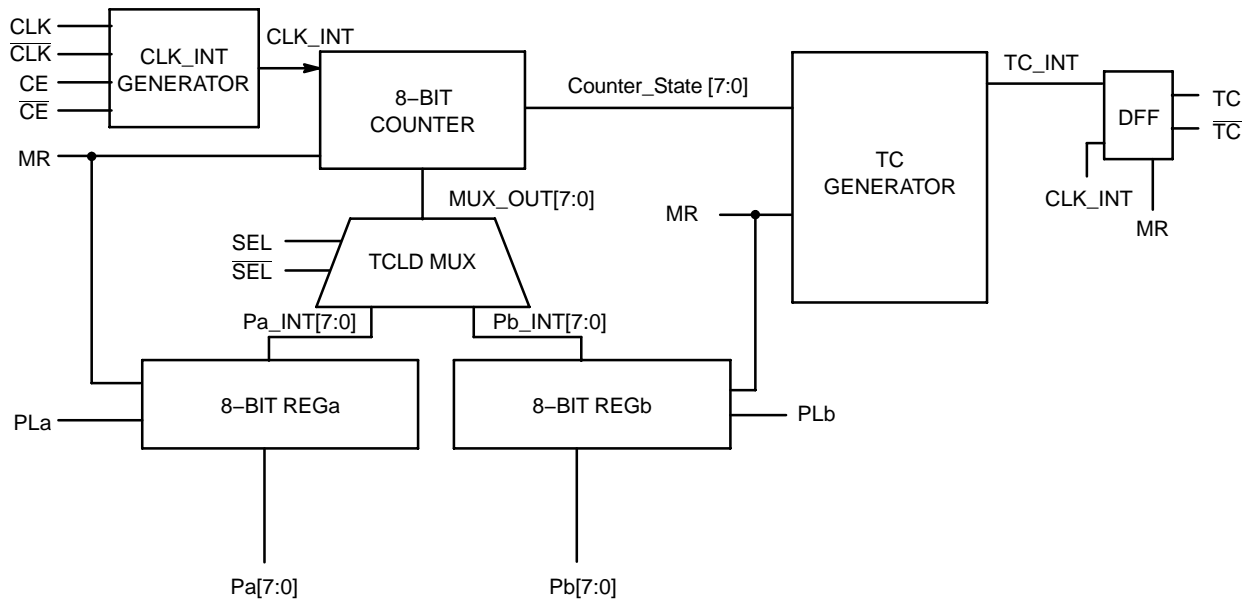 CLK
CLK
CE
CE
CLK_INT
GENERATOR
CLK_INT
8–BIT
COUNTER
Counter_State [7:0]
TC
GENERATOR
TC_INT
DFF
TC
TC
CLK_INT
MR
MR
MR
MUX_OUT[7:0]
SEL
SEL
TCLD MUX
Pa_INT[7:0]
Pb_INT[7:0]
8–BIT REGa
8–BIT REGb
PLa
PLb
Pa[7:0]
Pb[7:0]